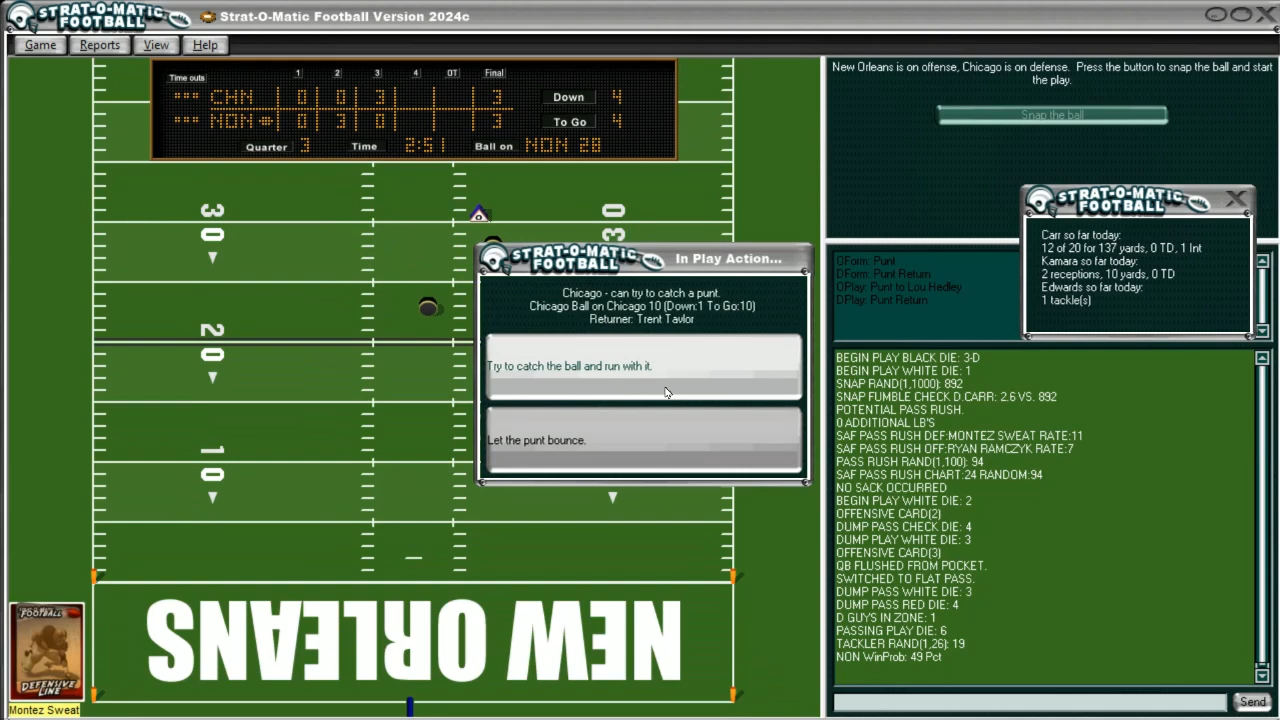 STRAT-O-MATIC FOOTBALL
Strat-O-Matic Football Version 2024c
Game Reports View Help
Time outs 1 2 3 4 OT Final
--- CHN 0 0 3 3 Down 4
--- NON 0 3 0 3 To Go 4
Quarter 3 Time 2:51 Ball on NON 28
30 30
20
10
NEW ORLEANS
FOOTBALL
DEFENSIVE LINE
Montez Sweat
STRAT-O-MATIC FOOTBALL In Play Action...
Chicago - can try to catch a punt.
Chicago Ball on Chicago 10 (Down:1 To Go:10)
Returner: Trent Taylor
Try to catch the ball and run with it.
Let the punt bounce.
New Orleans is on offense, Chicago is on defense. Press the button to snap the ball and start
the play.
Snap the ball
STRAT-O-MATIC FOOTBALL
Carr so far today:
12 of 20 for 137 yards, 0 TD, 1 Int
Kamara so far today:
2 receptions, 10 yards, 0 TD
Edwards so far today:
1 tackle(s)
OForm: Punt
DForm: Punt Return
OPlay: Punt to Lou Hedley
DPlay: Punt Return
BEGIN PLAY BLACK DIE: 3-D
BEGIN PLAY WHITE DIE: 1
SNAP RAND(1,1000): 892
SNAP FUMBLE CHECK D.CARR: 2.6 VS. 892
POTENTIAL PASS RUSH.
0 ADDITIONAL LB'S
SAF PASS RUSH DEF:MONTEZ SWEAT RATE:11
SAF PASS RUSH OFF:RYAN RAMCZYK RATE:7
PASS RUSH RAND(1,100): 94
SAF PASS RUSH CHART:24 RANDOM:94
NO SACK OCCURRED
BEGIN PLAY WHITE DIE: 2
OFFENSIVE CARD(2)
DUMP PASS CHECK DIE: 4
DUMP PLAY WHITE DIE: 3
OFFENSIVE CARD(3)
QB FLUSHED FROM POCKET.
SWITCHED TO FLAT PASS.
DUMP PASS WHITE DIE: 3
DUMP PASS RED DIE: 4
D GUYS IN ZONE: 1
PASSING PLAY DIE: 6
TACKLER RAND(1,26): 19
NON WinProb: 49 Pct
Send